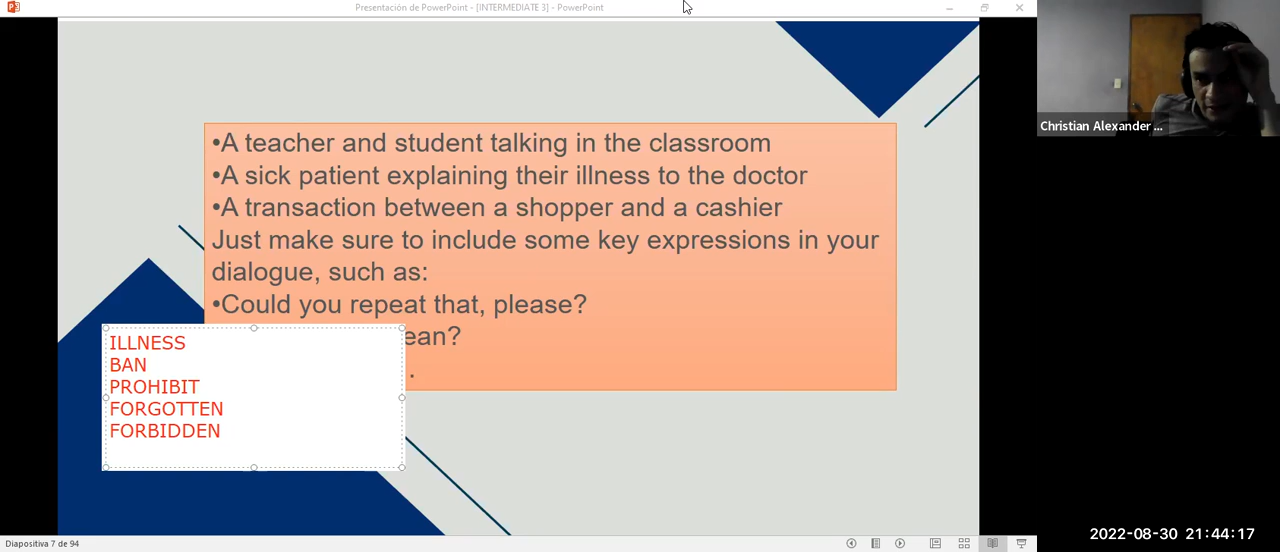 Presentación de PowerPoint - [INTERMEDIATE 3] - PowerPoint
•A teacher and student talking in the classroom
•A sick patient explaining their illness to the doctor
•A transaction between a shopper and a cashier
Just make sure to include some key expressions in your
dialogue, such as:
•Could you repeat that, please?
ean?
.
ILLNESS
BAN
PROHIBIT
FORGOTTEN
FORBIDDEN
Christian Alexander ...
2022-08-30 21:44:17
Diapositiva 7 de 94